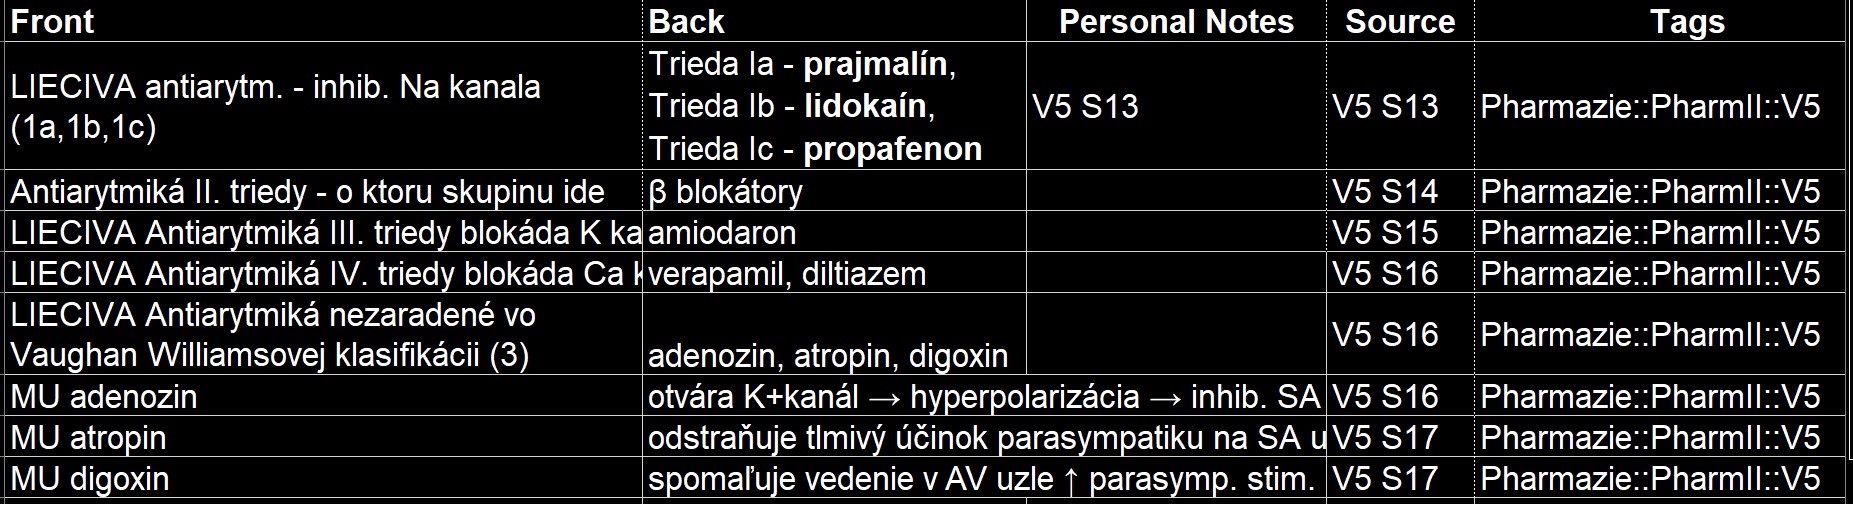 Front Back Personal Notes Source Tags
LIECIVA antiarytm. - inhib. Na kanala
(1a,1b,1c)
Trieda Ia - prajmalín,
Trieda Ib - lidokaín,
Trieda Ic - propafenon
V5 S13
V5 S13
Pharmazie::PharmII::V5
Antiarytmiká II. triedy - o ktoru skupinu ide β blokátory V5 S14 Pharmazie::PharmII::V5
LIECIVA Antiarytmiká III. triedy blokáda K ka amiodaron V5 S15 Pharmazie::PharmII::V5
LIECIVA Antiarytmiká IV. triedy blokáda Ca verapamil, diltiazem V5 S16 Pharmazie::PharmII::V5
LIECIVA Antiarytmiká nezaradené vo
Vaughan Williamsovej klasifikácii (3)
adenozin, atropin, digoxin
V5 S16
Pharmazie::PharmII::V5
MU adenozin otvára K+kanál → hyperpolarizácia → inhib. SA V5 S16 Pharmazie::PharmII::V5
MU atropin odstraňuje tlmivý účinok parasympatiku na SA u V5 S17 Pharmazie::PharmII::V5
MU digoxin spomaľuje vedenie v AV uzle ↑ parasymp. stim. V5 S17 Pharmazie::PharmII::V5